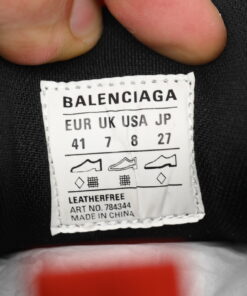 BALENCIAGA
EUR UK USA JP
41 7 8 27
LEATHERFREE
ART NO. 784344
MADE IN CHINA